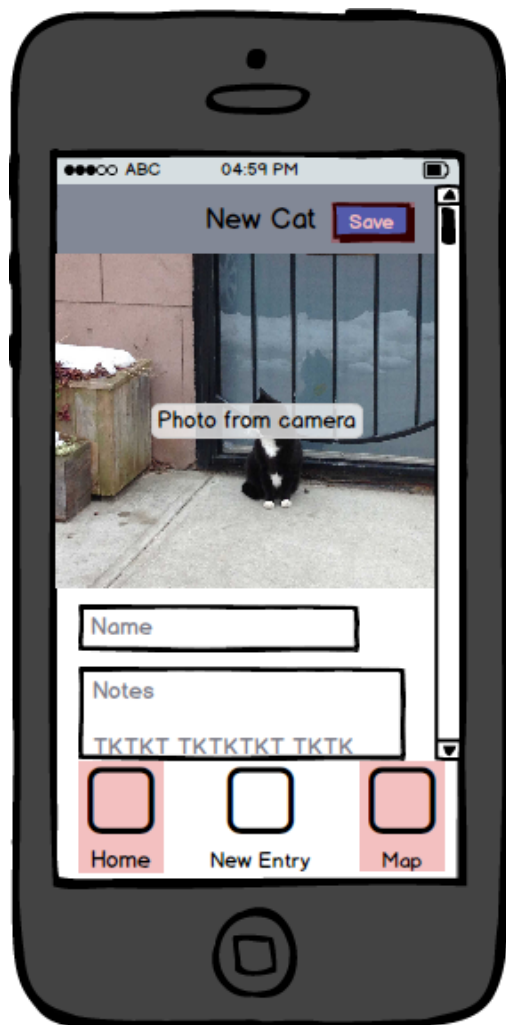 ABC 04:59 PM
New Cat Save
Photo from camera
Name
Notes
TKTKT TKTKTKT TKTK
Home New Entry Map